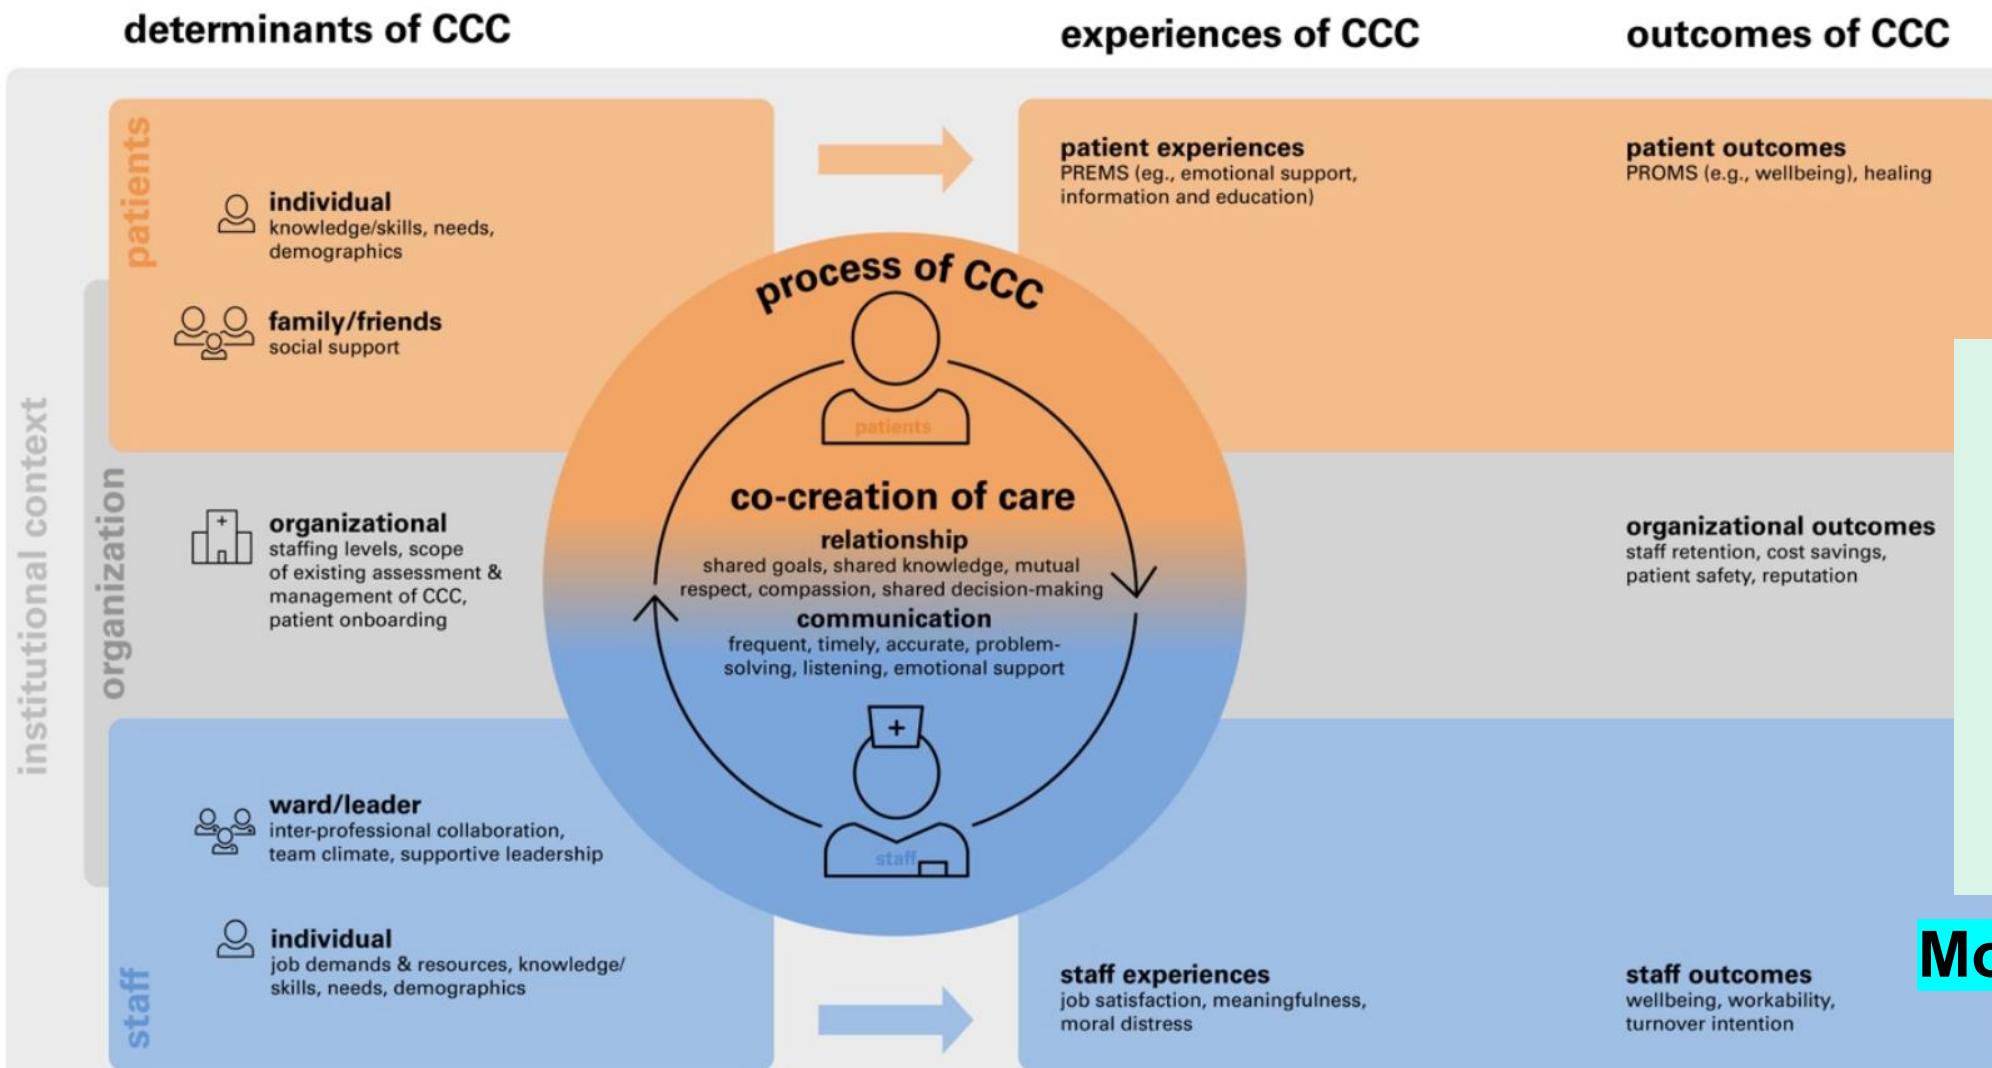 determinants of CCC
experiences of CCC
outcomes of CCC
institutional context
organization
patients
individual
knowledge/skills, needs,
demographics
family/friends
social support
organizational
staffing levels, scope
of existing assessment &
management of CCC,
patient onboarding
staff
ward/leader
inter-professional collaboration,
team climate, supportive leadership
individual
job demands & resources, knowledge/
skills, needs, demographics
process of CCC
patients
co-creation of care
relationship
shared goals, shared knowledge, mutual
respect, compassion, shared decision-making
communication
frequent, timely, accurate, problem-
solving, listening, emotional support
staff
patient experiences
PREMS (eg., emotional support,
information and education)
staff experiences
job satisfaction, meaningfulness,
moral distress
patient outcomes
PROMS (e.g., wellbeing), healing
organizational outcomes
staff retention, cost savings,
patient safety, reputation
staff outcomes
wellbeing, workability,
turnover intention